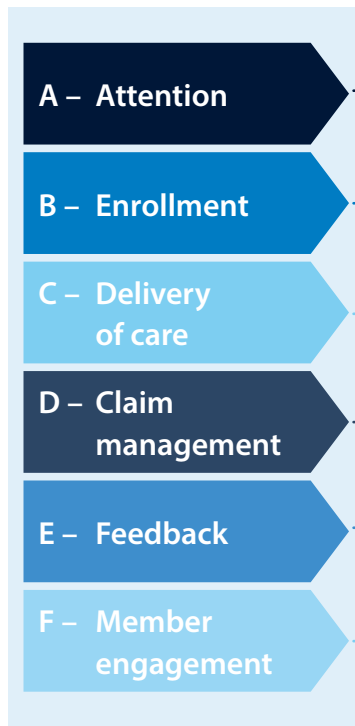 A – Attention
B – Enrollment
C – Delivery
of care
D – Claim
management
E – Feedback
F – Member
engagement